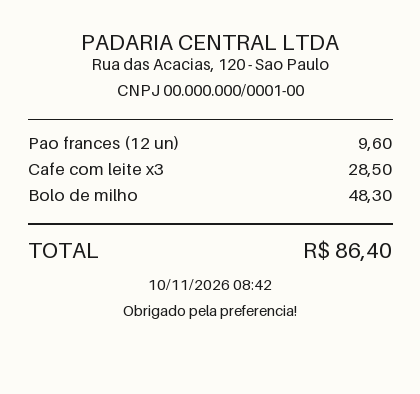 PADARIA CENTRAL LTDA
Rua das Acacias, 120 - Sao Paulo
CNPJ 00.000.000/0001-00
Pao frances (12 un) 9,60
Cafe com leite x3 28,50
Bolo de milho 48,30
TOTAL R$ 86,40
10/11/2026 08:42
Obrigado pela preferencia!